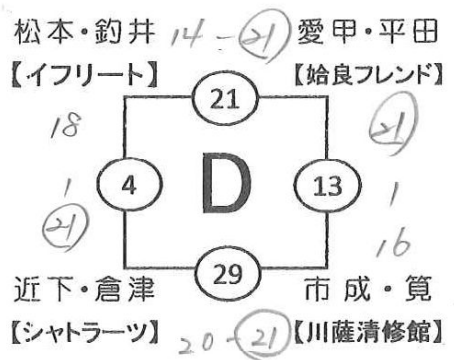 松本・釣井 14 - 21 愛甲・平田
【イフリート】 【姶良フレンド】
21
18 21
4 D 13
1 1
21 16
29
近下・倉津 市成・筧
【シャトラーツ】 20 - 21 【川薩清修館】